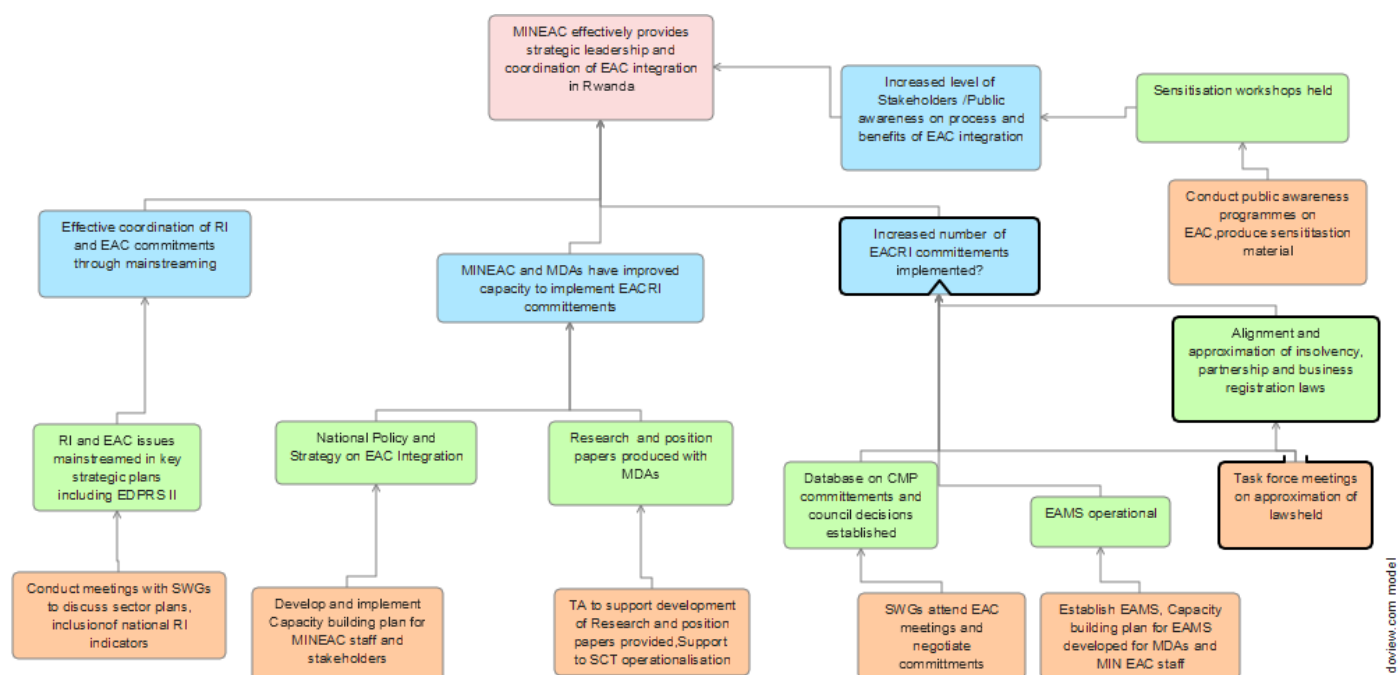 MINEAC effectively provides
strategic leadership and
coordination of EAC integration
in Rwanda
Increased level of
Stakeholders /Public
awareness on process and
benefits of EAC integration
Sensitisation workshops held
Conduct public awareness
programmes on
EAC,produce sensititastion
material
Effective coordination of RI
and EAC commitments
through mainstreaming
MINEAC and MDAs have improved
capacity to implement EACRI
committements
Increased number of
EACRI committements
implemented?
Alignment and
approximation of insolvency,
partnership and business
registration laws
RI and EAC issues
mainstreamed in key
strategic plans
including EDPRS II
National Policy and
Strategy on EAC Integration
Research and position
papers produced with
MDAs
Database on CMP
committements and
council decisions
established
EAMS operational
Task force meetings
on approximation of
lawsheld
Conduct meetings with SWGs
to discuss sector plans,
inclusionof national RI
indicators
Develop and implement
Capacity building plan for
MINEAC staff and
stakeholders
TA to support development
of Research and position
papers provided,Support
to SCT operationalisation
SWGs attend EAC
meetings and
negotiate
committments
Establish EAMS, Capacity
building plan for EAMS
developed for MDAs and
MIN EAC staff
doview.com model